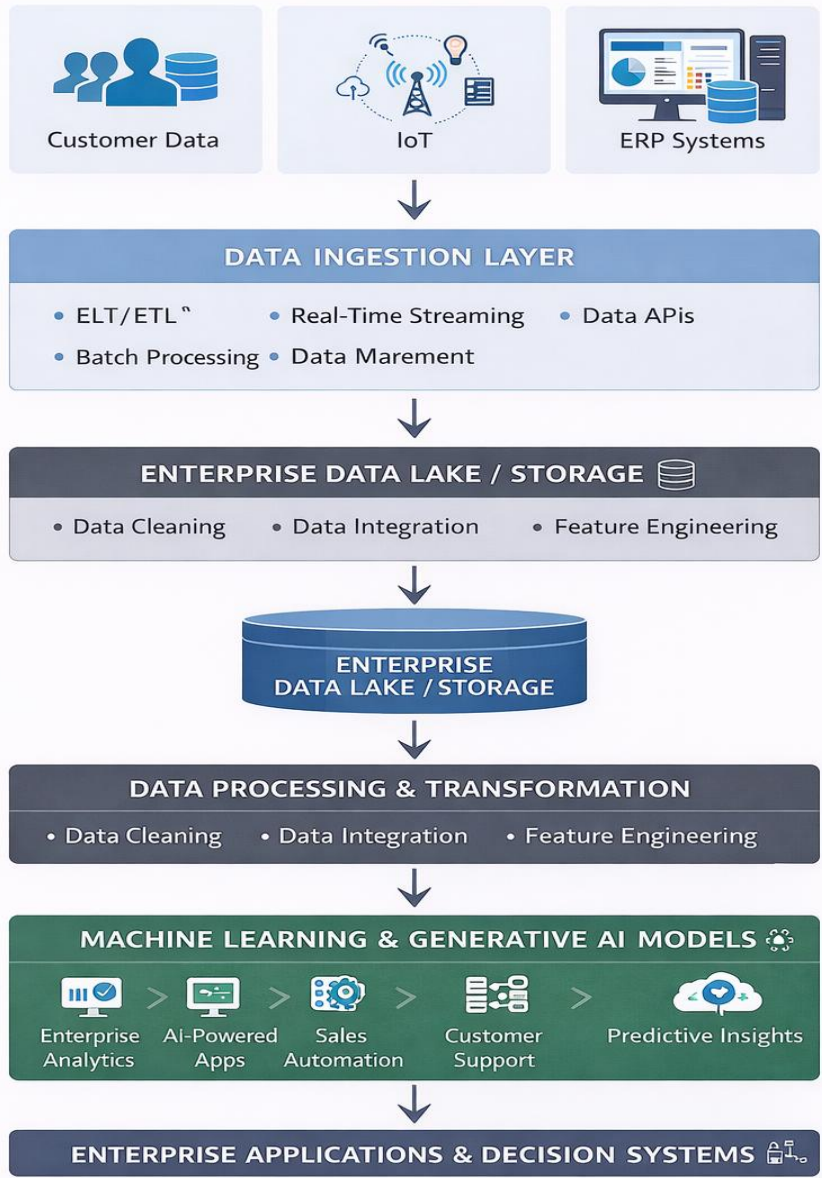 Customer Data
IoT
ERP Systems
DATA INGESTION LAYER
• ELT/ETL‟
• Real-Time Streaming
• Data APis
• Batch Processing
• Data Marement
ENTERPRISE DATA LAKE / STORAGE
• Data Cleaning
• Data Integration
• Feature Engineering
ENTERPRISE
DATA LAKE / STORAGE
DATA PROCESSING & TRANSFORMATION
• Data Cleaning
• Data Integration
• Feature Engineering
MACHINE LEARNING & GENERATIVE AI MODELS
Enterprise
Analytics
Ai-Powered
Apps
Sales
Automation
Customer
Support
Predictive Insights
ENTERPRISE APPLICATIONS & DECISION SYSTEMS